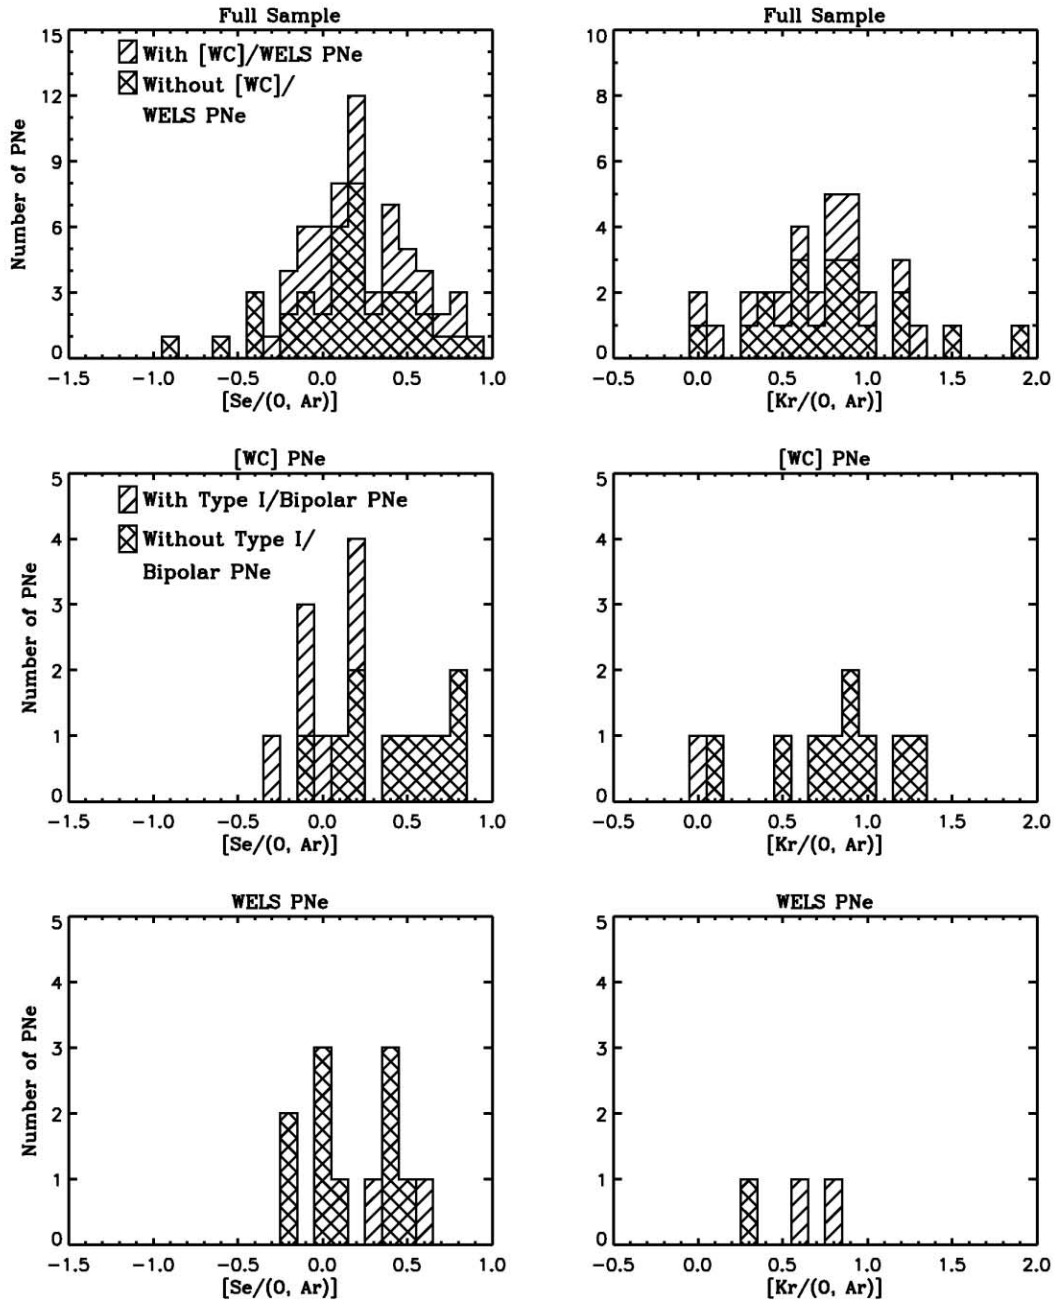 Full Sample
15
12
9
6
3
0
Number of PNe
With [WC]/WELS PNe
Without [WC]/
WELS PNe
−1.5 −1.0 −0.5 0.0 0.5 1.0
[Se/(O, Ar)]
Full Sample
10
8
6
4
2
0
−0.5 0.0 0.5 1.0 1.5 2.0
[Kr/(O, Ar)]
[WC] PNe
5
4
3
2
1
0
Number of PNe
With Type I/Bipolar PNe
Without Type I/
Bipolar PNe
−1.5 −1.0 −0.5 0.0 0.5 1.0
[Se/(O, Ar)]
[WC] PNe
5
4
3
2
1
0
−0.5 0.0 0.5 1.0 1.5 2.0
[Kr/(O, Ar)]
WELS PNe
5
4
3
2
1
0
Number of PNe
−1.5 −1.0 −0.5 0.0 0.5 1.0
[Se/(O, Ar)]
WELS PNe
5
4
3
2
1
0
−0.5 0.0 0.5 1.0 1.5 2.0
[Kr/(O, Ar)]